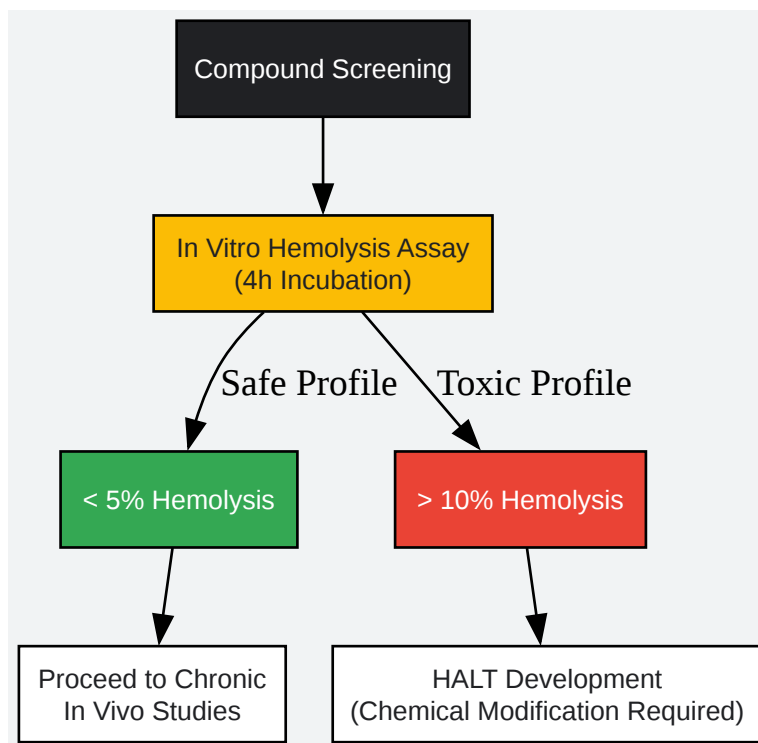 Compound Screening
In Vitro Hemolysis Assay
(4h Incubation)
Safe Profile
Toxic Profile
< 5% Hemolysis
> 10% Hemolysis
Proceed to Chronic
In Vivo Studies
HALT Development
(Chemical Modification Required)